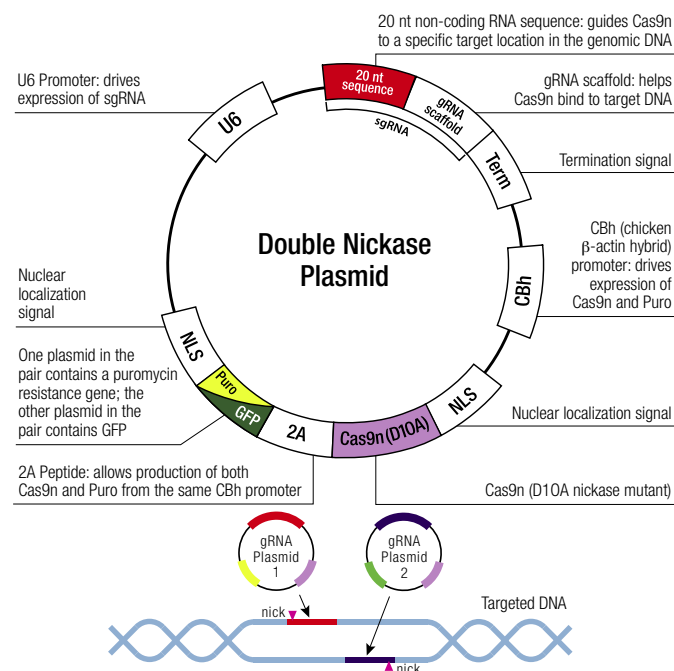 20 nt non-coding RNA sequence: guides Cas9n
to a specific target location in the genomic DNA
U6 Promoter: drives
expression of sgRNA
gRNA scaffold: helps
Cas9n bind to target DNA
20 nt
sequence
gRNA
scaffold
sgRNA
U6
Term
Termination signal
Double Nickase
Plasmid
CBh (chicken
β-actin hybrid)
promoter: drives
expression of
Cas9n and Puro
CBh
Nuclear
localization
signal
NLS
One plasmid in the
pair contains a puromycin
resistance gene; the
other plasmid in the
pair contains GFP
Puro
GFP
2A
Cas9n (D10A)
NLS
Nuclear localization signal
2A Peptide: allows production of both
Cas9n and Puro from the same CBh promoter
Cas9n (D10A nickase mutant)
gRNA
Plasmid
1
gRNA
Plasmid
2
Targeted DNA
nick
nick